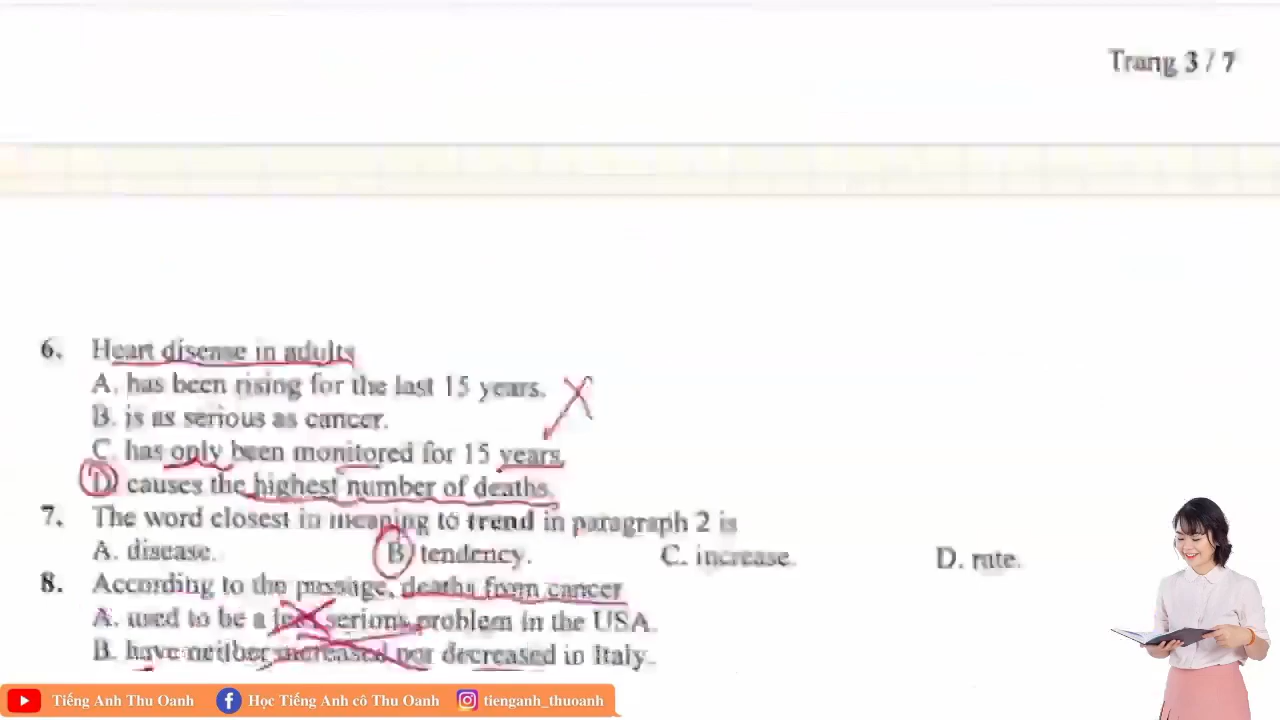 Trang 3 / 7
6. Heart disease in adults
A. has been rising for the last 15 years.
B. is as serious as cancer.
C. has only been monitored for 15 years.
D. causes the highest number of deaths.
7. The word closest in meaning to trend in paragraph 2 is
A. disease. B. tendency. C. increase. D. rate.
8. According to the passage, deaths from cancer
A. used to be a less serious problem in the USA.
B. have neither increased nor decreased in Italy.
Tiếng Anh Thu Oanh Học Tiếng Anh cô Thu Oanh tienganh_thuoanh